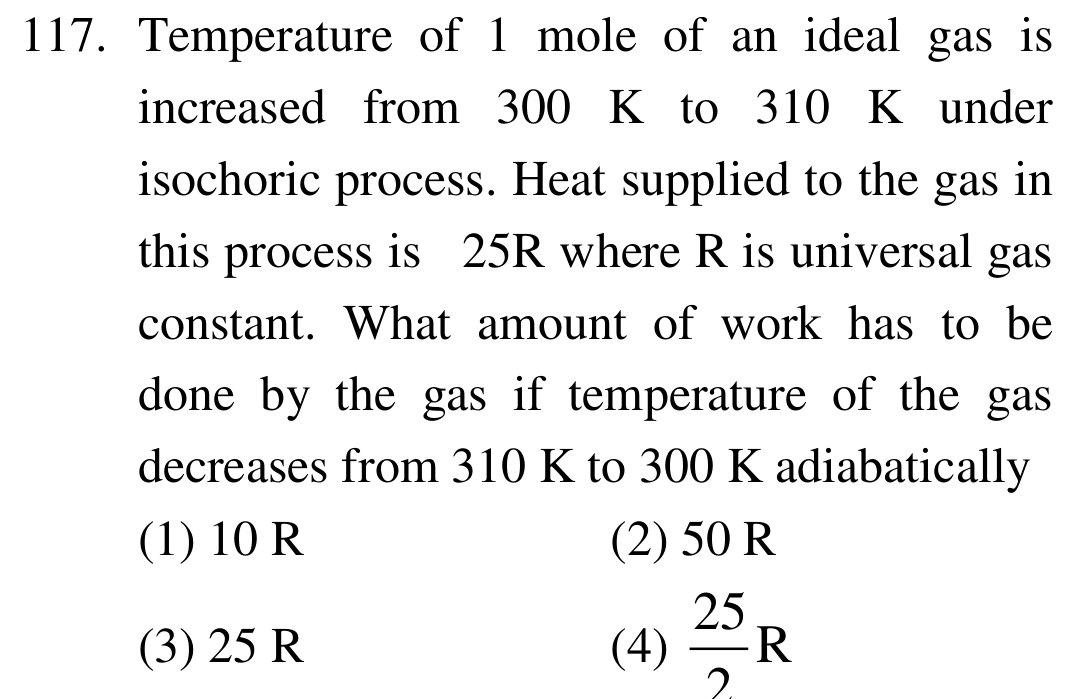 117. Temperature of 1 mole of an ideal gas is
increased from 300 K to 310 K under
isochoric process. Heat supplied to the gas in
this process is 25R where R is universal gas
constant. What amount of work has to be
done by the gas if temperature of the gas
decreases from 310 K to 300 K adiabatically
(1) 10 R (2) 50 R
(3) 25 R (4) 25/2 R